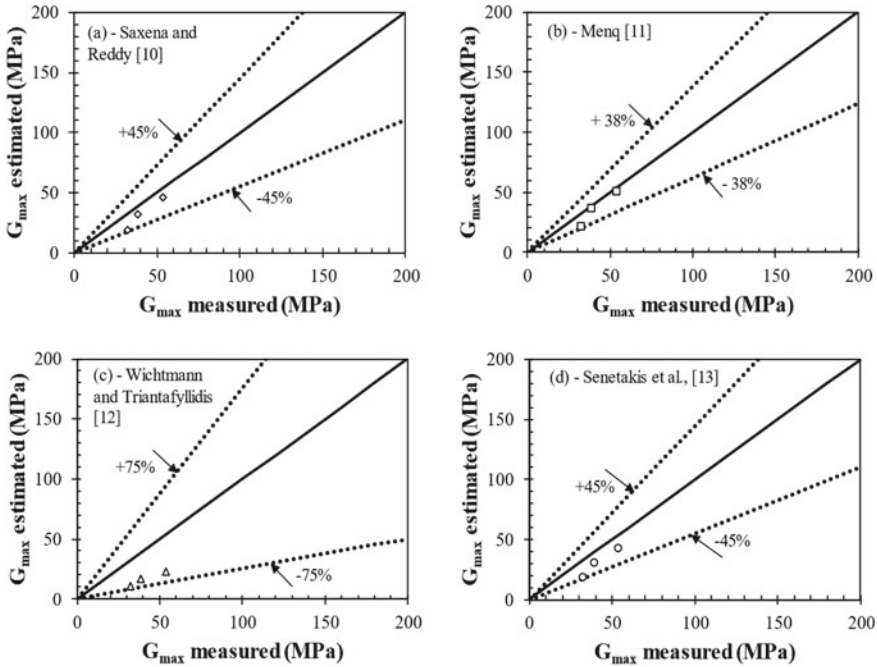 200
150
100
50
0
G_max estimated (MPa)
(a) - Saxena and
Reddy [10]
+45%
-45%
0 50 100 150 200
G_max measured (MPa)
200
150
100
50
0
G_max estimated (MPa)
(b) - Menq [11]
+ 38%
- 38%
0 50 100 150 200
G_max measured (MPa)
200
150
100
50
0
G_max estimated (MPa)
(c) - Wichtmann
and Triantafyllidis
[12]
+75%
-75%
0 50 100 150 200
G_max measured (MPa)
200
150
100
50
0
G_max estimated (MPa)
(d) - Senetakis et al., [13]
+45%
-45%
0 50 100 150 200
G_max measured (MPa)